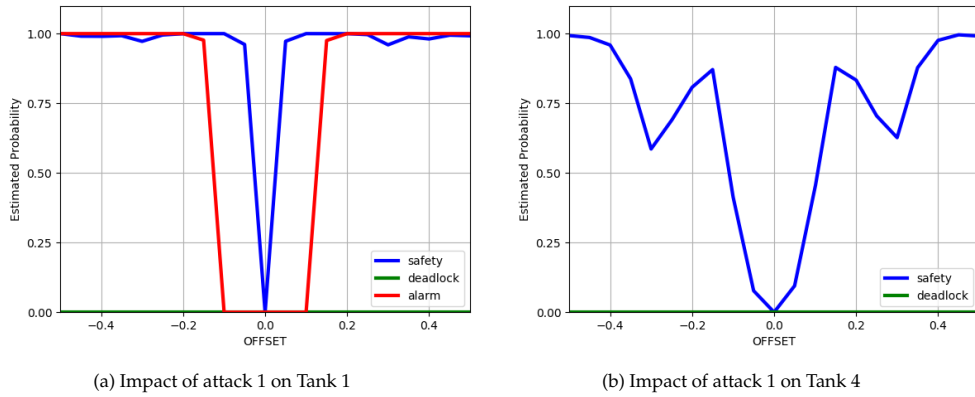 Estimated Probability
1.00
0.75
0.50
0.25
0.00
−0.4
−0.2
0.0
0.2
0.4
OFFSET
safety
deadlock
alarm
(a) Impact of attack 1 on Tank 1
Estimated Probability
1.00
0.75
0.50
0.25
0.00
−0.4
−0.2
0.0
0.2
0.4
OFFSET
safety
deadlock
(b) Impact of attack 1 on Tank 4